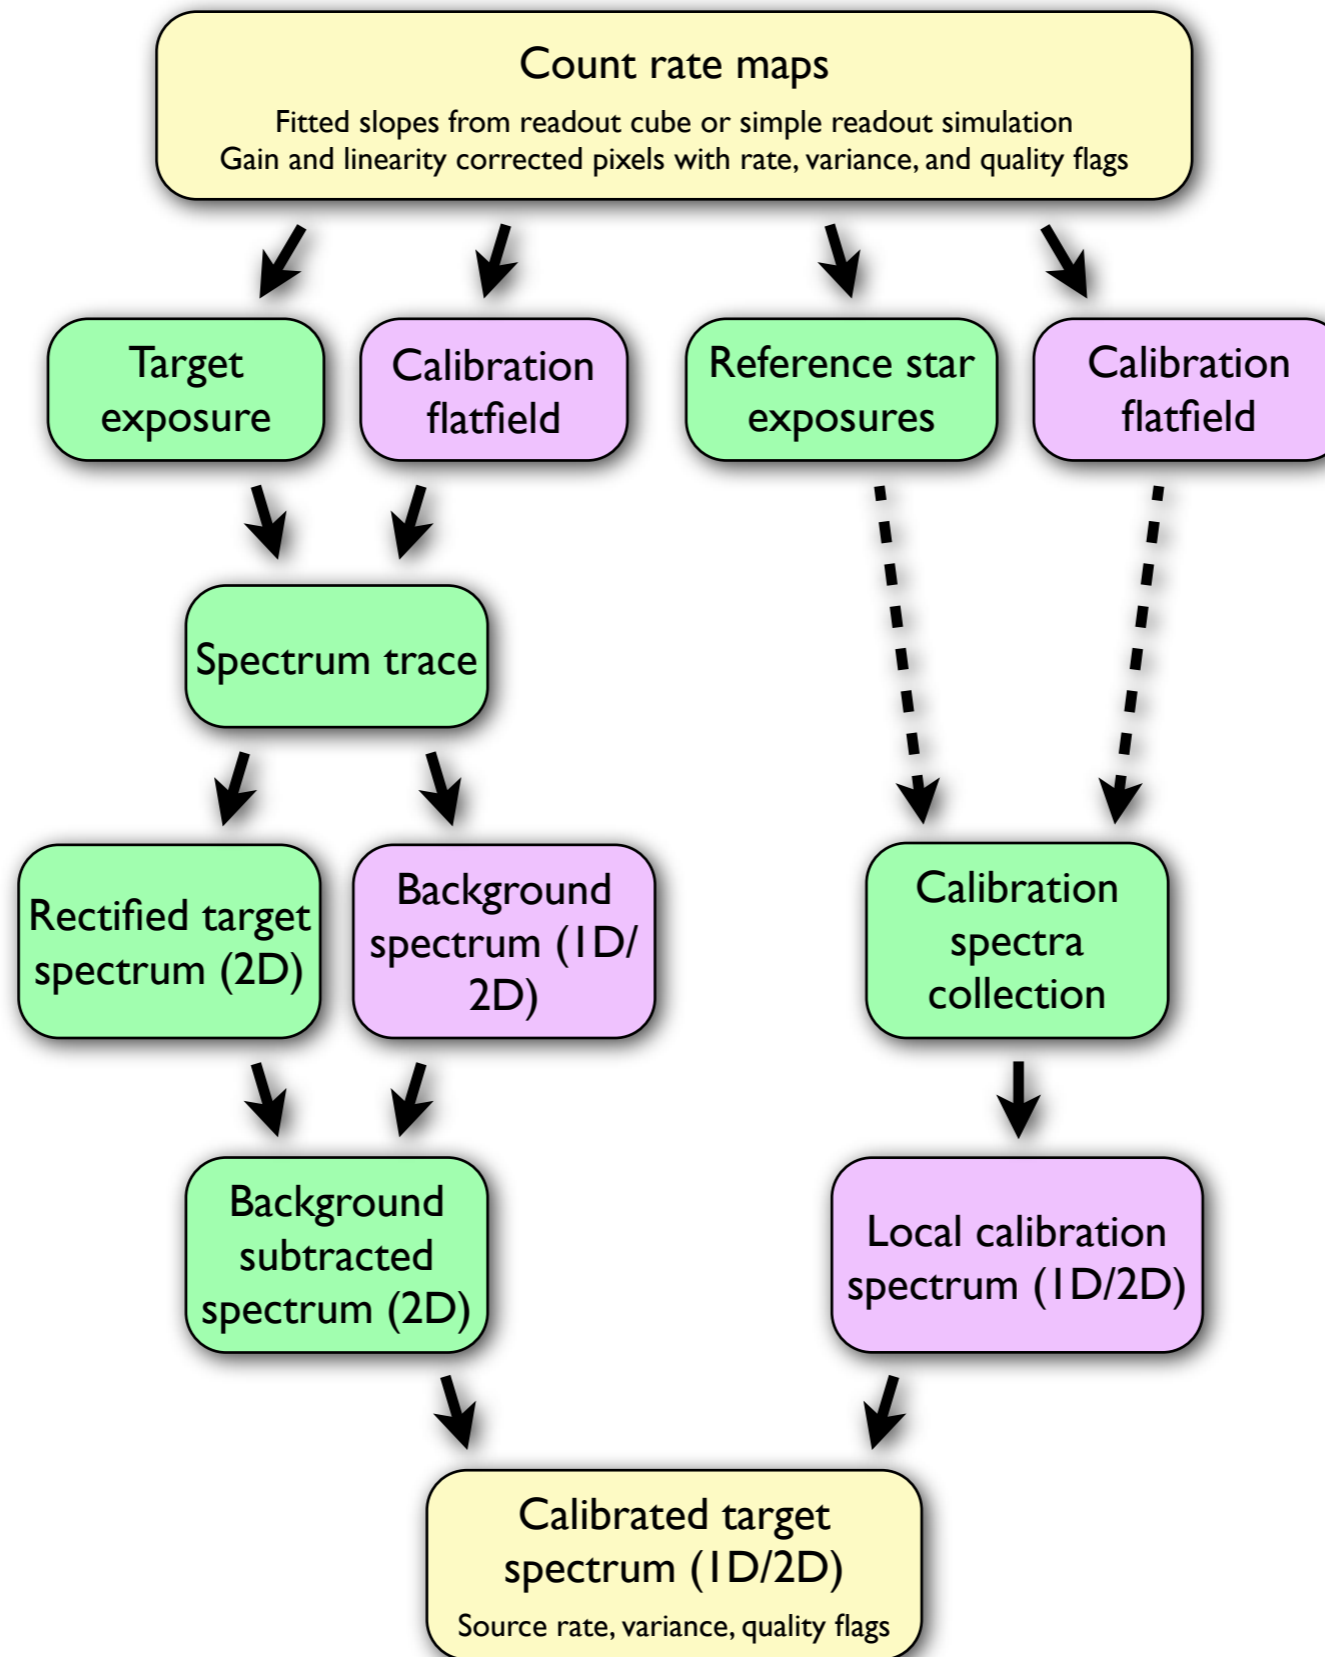 Count rate maps
Fitted slopes from readout cube or simple readout simulation
Gain and linearity corrected pixels with rate, variance, and quality flags
Target
exposure
Calibration
flatfield
Reference star
exposures
Calibration
flatfield
Spectrum trace
Rectified target
spectrum (2D)
Background
spectrum (1D/
2D)
Calibration
spectra
collection
Background
subtracted
spectrum (2D)
Local calibration
spectrum (1D/2D)
Calibrated target
spectrum (1D/2D)
Source rate, variance, quality flags